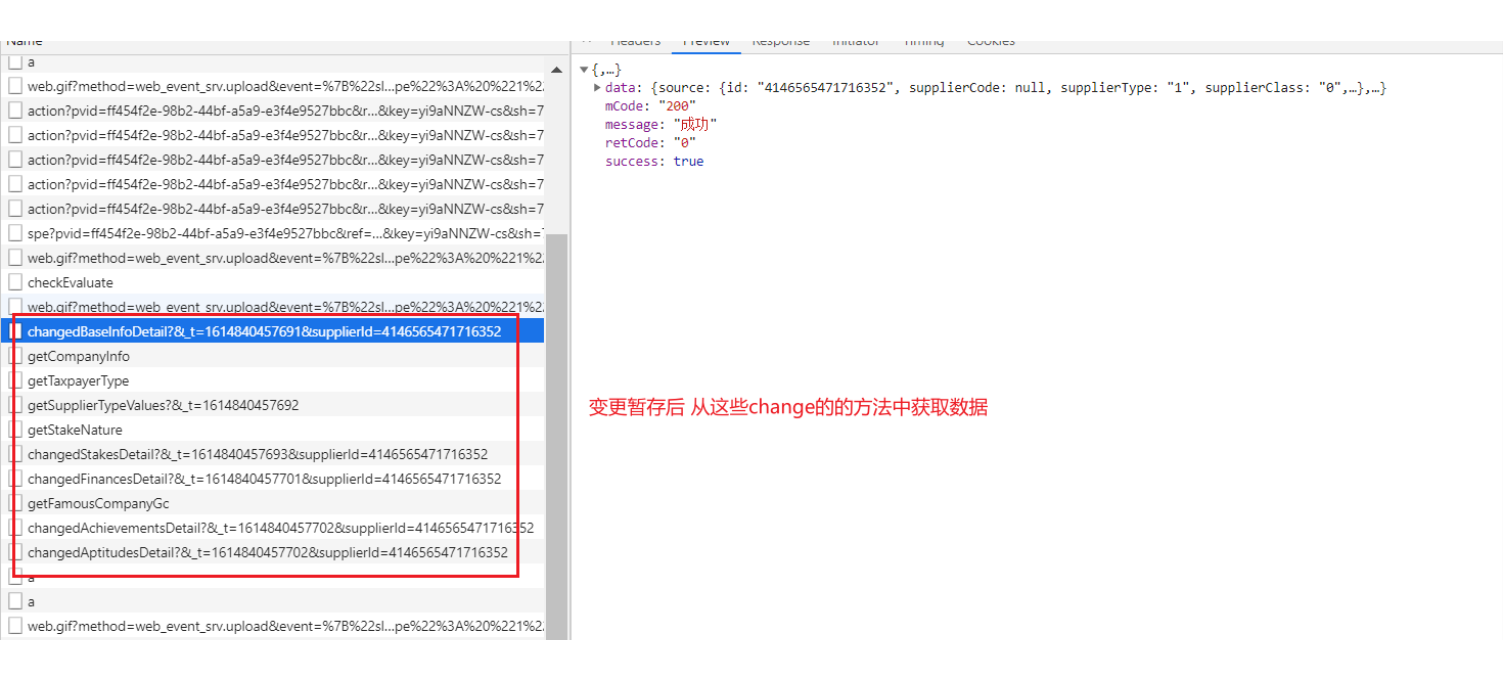 Name
Headers Preview Response Initiator Timing Cookies
a
web.gif?method=web_event_srv.upload&event=%7B%22sl...pe%22%3A%20%221%2
action?pvid=ff454f2e-98b2-44bf-a5a9-e3f4e9527bbc&r...&key=yi9aNNZW-cs&sh=7
action?pvid=ff454f2e-98b2-44bf-a5a9-e3f4e9527bbc&r...&key=yi9aNNZW-cs&sh=7
action?pvid=ff454f2e-98b2-44bf-a5a9-e3f4e9527bbc&r...&key=yi9aNNZW-cs&sh=7
action?pvid=ff454f2e-98b2-44bf-a5a9-e3f4e9527bbc&r...&key=yi9aNNZW-cs&sh=7
action?pvid=ff454f2e-98b2-44bf-a5a9-e3f4e9527bbc&r...&key=yi9aNNZW-cs&sh=7
spe?pvid=ff454f2e-98b2-44bf-a5a9-e3f4e9527bbc&ref=...&key=yi9aNNZW-cs&sh=
web.gif?method=web_event_srv.upload&event=%7B%22sl...pe%22%3A%20%221%2
checkEvaluate
web.gif?method=web_event_srv.upload&event=%7B%22sl...pe%22%3A%20%221%2
changedBaseInfoDetail?&_t=1614840457691&supplierId=4146565471716352
getCompanyInfo
getTaxpayerType
getSupplierTypeValues?&_t=1614840457692
getStakeNature
changedStakesDetail?&_t=1614840457693&supplierId=4146565471716352
changedFinancesDetail?&_t=1614840457701&supplierId=4146565471716352
getFamousCompanyGc
changedAchievementsDetail?&_t=1614840457702&supplierId=4146565471716352
changedAptitudesDetail?&_t=1614840457702&supplierId=4146565471716352
a
a
web.gif?method=web_event_srv.upload&event=%7B%22sl...pe%22%3A%20%221%2
{,…}
data: {source: {id: "4146565471716352", supplierCode: null, supplierType: "1", supplierClass: "0",…},…}
mCode: "200"
message: "成功"
retCode: "0"
success: true
变更暂存后 从这些change的的方法中获取数据